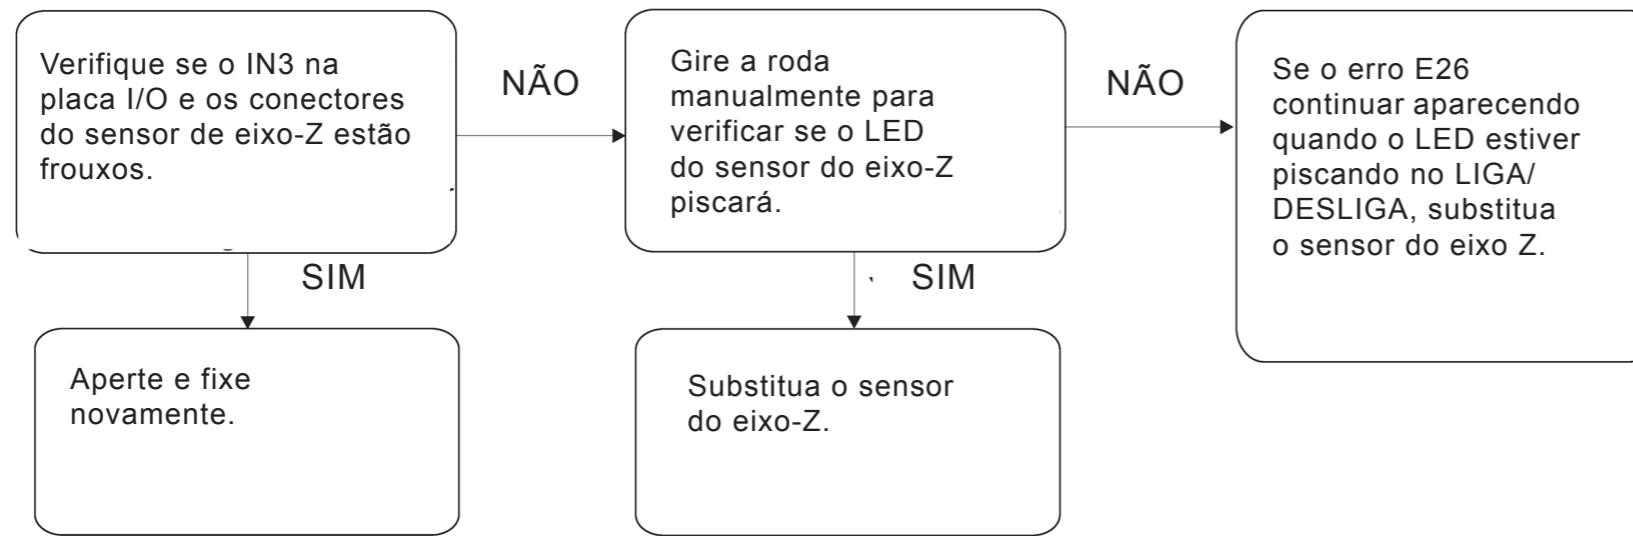 Verifique se o IN3 na
placa I/O e os conectores
do sensor de eixo-Z estão
frouxos.
NÃO
Gire a roda
manualmente para
verificar se o LED
do sensor do eixo-Z
piscará.
NÃO
Se o erro E26
continuar aparecendo
quando o LED estiver
piscando no LIGA/
DESLIGA, substitua
o sensor do eixo Z.
SIM
SIM
Aperte e fixe
novamente.
Substitua o sensor
do eixo-Z.